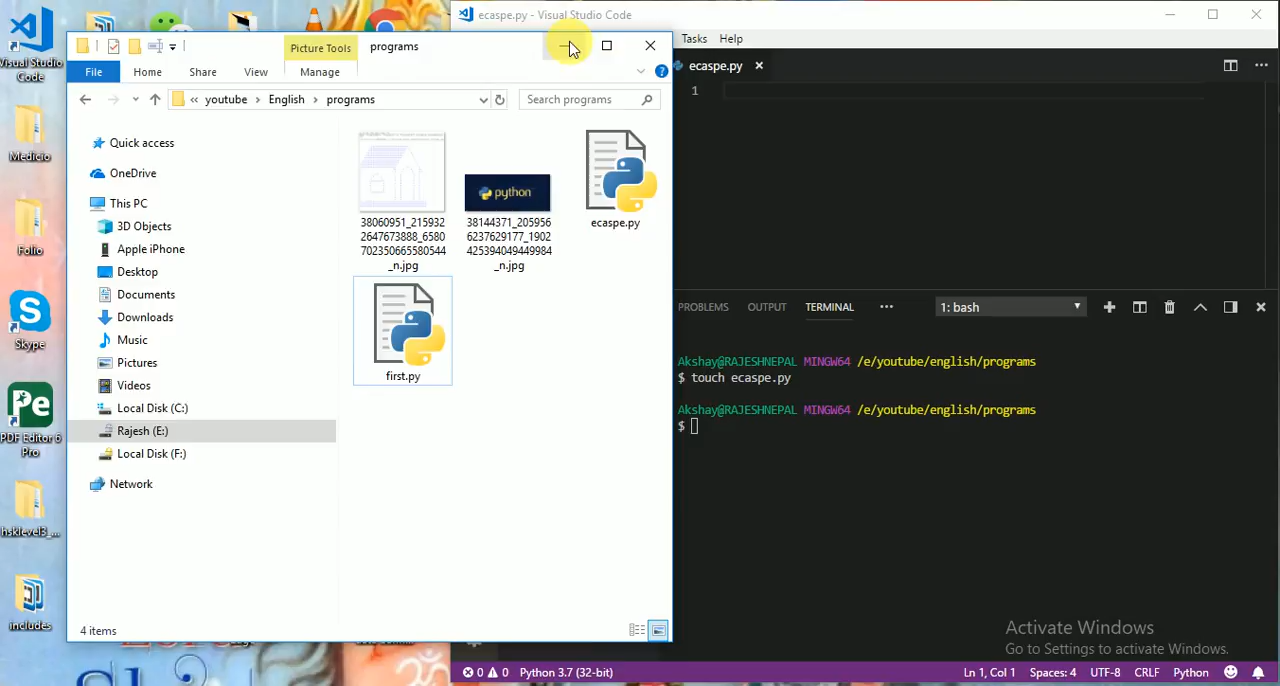 Visual Studio
Code
Medicio
Folio
Skype
PDF Editor 6
Pro
hsklevel3_...
includes
Picture Tools
programs
File
Home
Share
View
Manage
« youtube > English > programs
Search programs
Quick access
OneDrive
This PC
3D Objects
Apple iPhone
Desktop
Documents
Downloads
Music
Pictures
Videos
Local Disk (C:)
Rajesh (E:)
Local Disk (F:)
Network
38060951_215932
2647673888_6580
702350665580544
_n.jpg
python
38144371_205956
6237629177_1902
425394049449984
_n.jpg
ecaspe.py
first.py
4 items
ecaspe.py - Visual Studio Code
Tasks Help
ecaspe.py
1
PROBLEMS OUTPUT TERMINAL ••• 1: bash
Akshay@RAJESHNEPAL MINGW64 /e/youtube/english/programs
$ touch ecaspe.py
Akshay@RAJESHNEPAL MINGW64 /e/youtube/english/programs
$
Activate Windows
Go to Settings to activate Windows.
0 0 Python 3.7 (32-bit) Ln 1, Col 1 Spaces: 4 UTF-8 CRLF Python